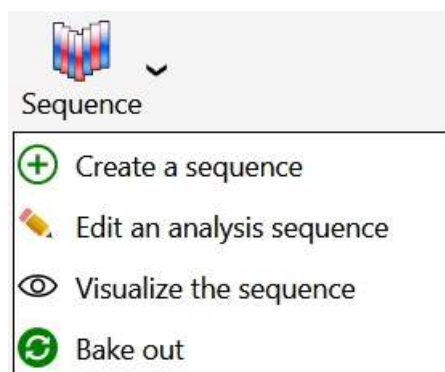 Sequence
Create a sequence
Edit an analysis sequence
Visualize the sequence
Bake out